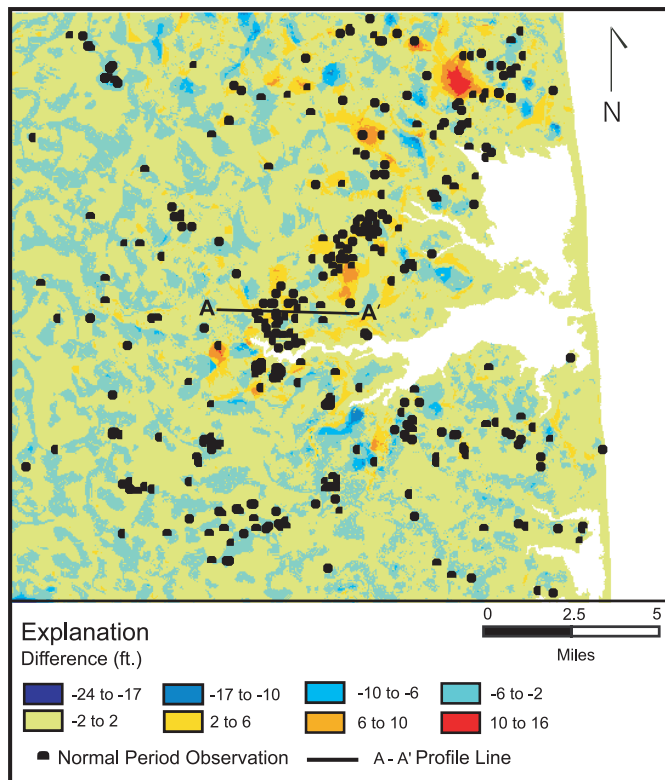 N
A A'
0 2.5 5
Miles
Explanation
Difference (ft.)
-24 to -17 -17 to -10 -10 to -6 -6 to -2
-2 to 2 2 to 6 6 to 10 10 to 16
Normal Period Observation A - A' Profile Line